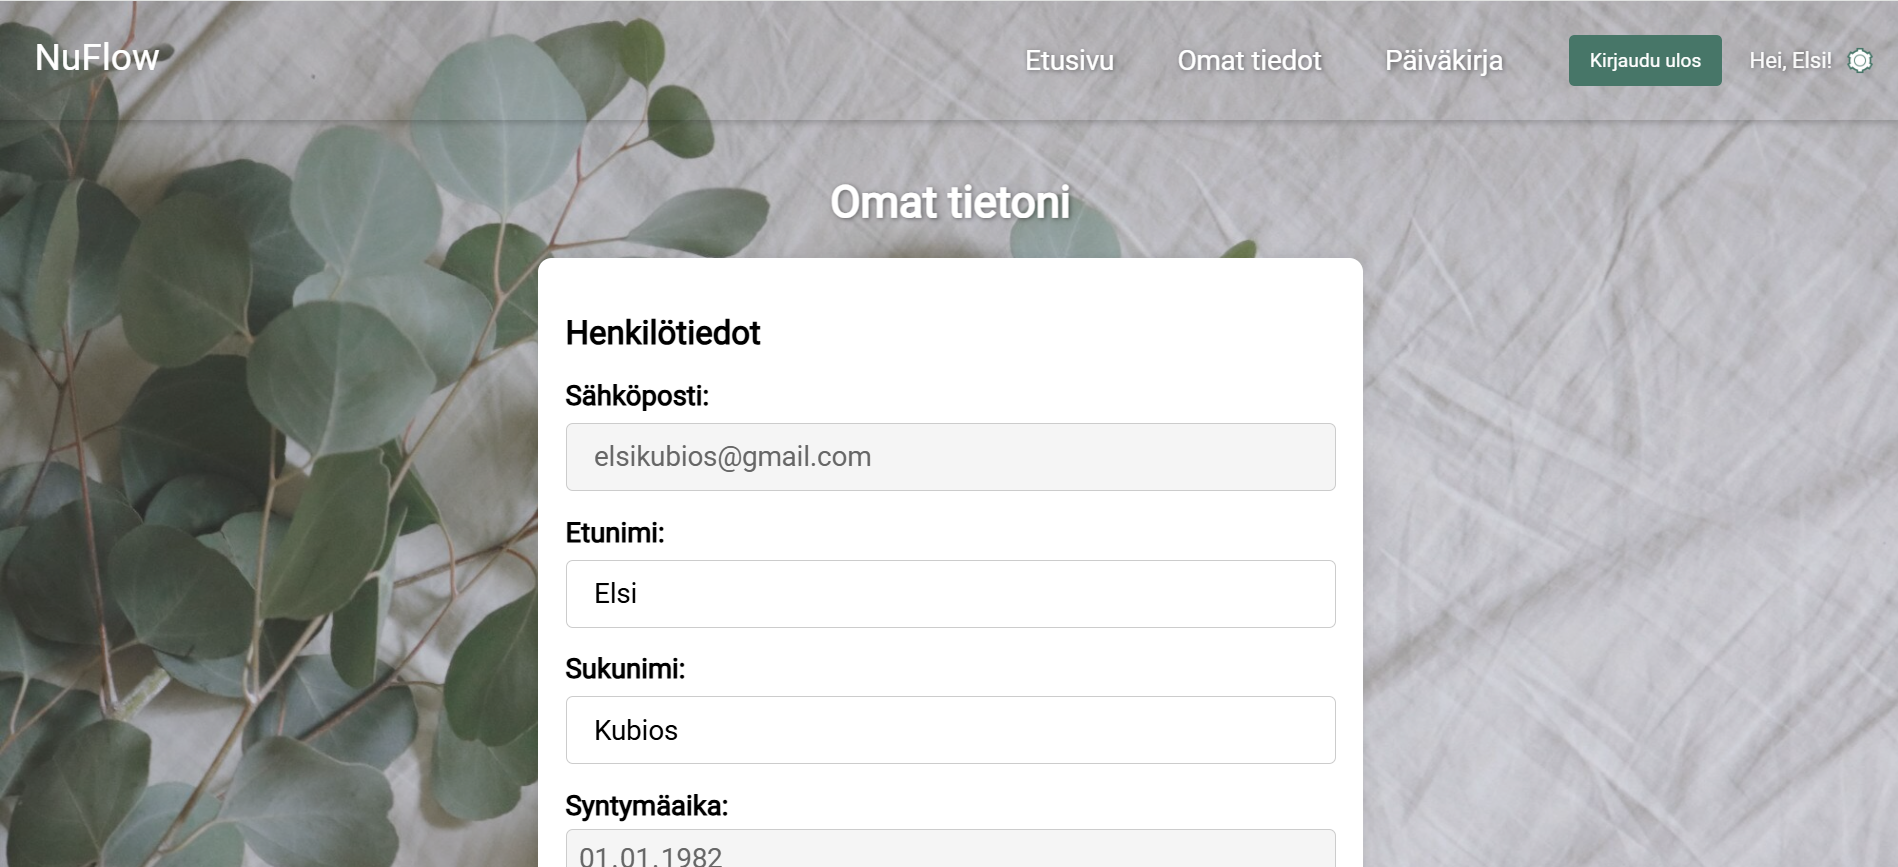 NuFlow
Etusivu Omat tiedot Päiväkirja Kirjaudu ulos Hei, Elsi!
Omat tietoni
Henkilötiedot
Sähköposti:
elsikubios@gmail.com
Etunimi:
Elsi
Sukunimi:
Kubios
Syntymäaika:
01.01.1982